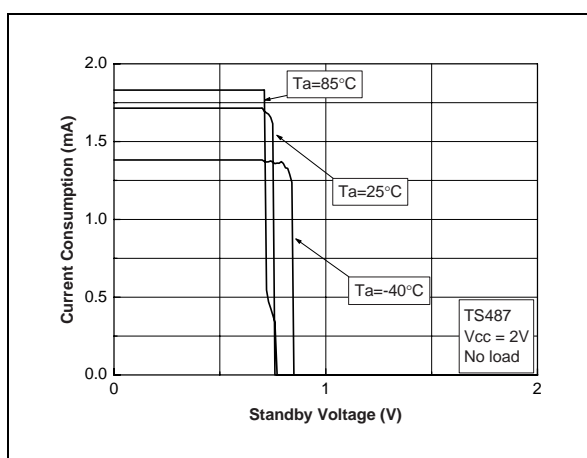 2.0
1.5
1.0
0.5
0.0
Current Consumption (mA)
Ta=85°C
Ta=25°C
Ta=-40°C
TS487
Vcc = 2V
No load
0
1
2
Standby Voltage (V)